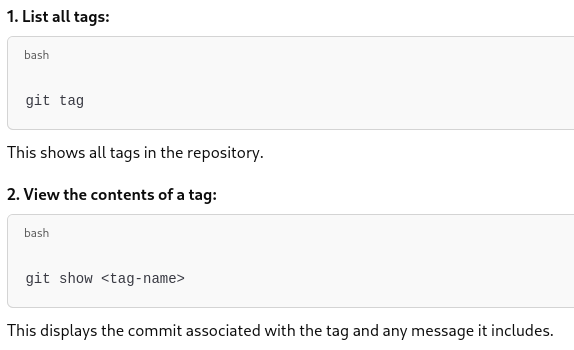 1. List all tags:
bash
git tag
This shows all tags in the repository.
2. View the contents of a tag:
bash
git show <tag-name>
This displays the commit associated with the tag and any message it includes.